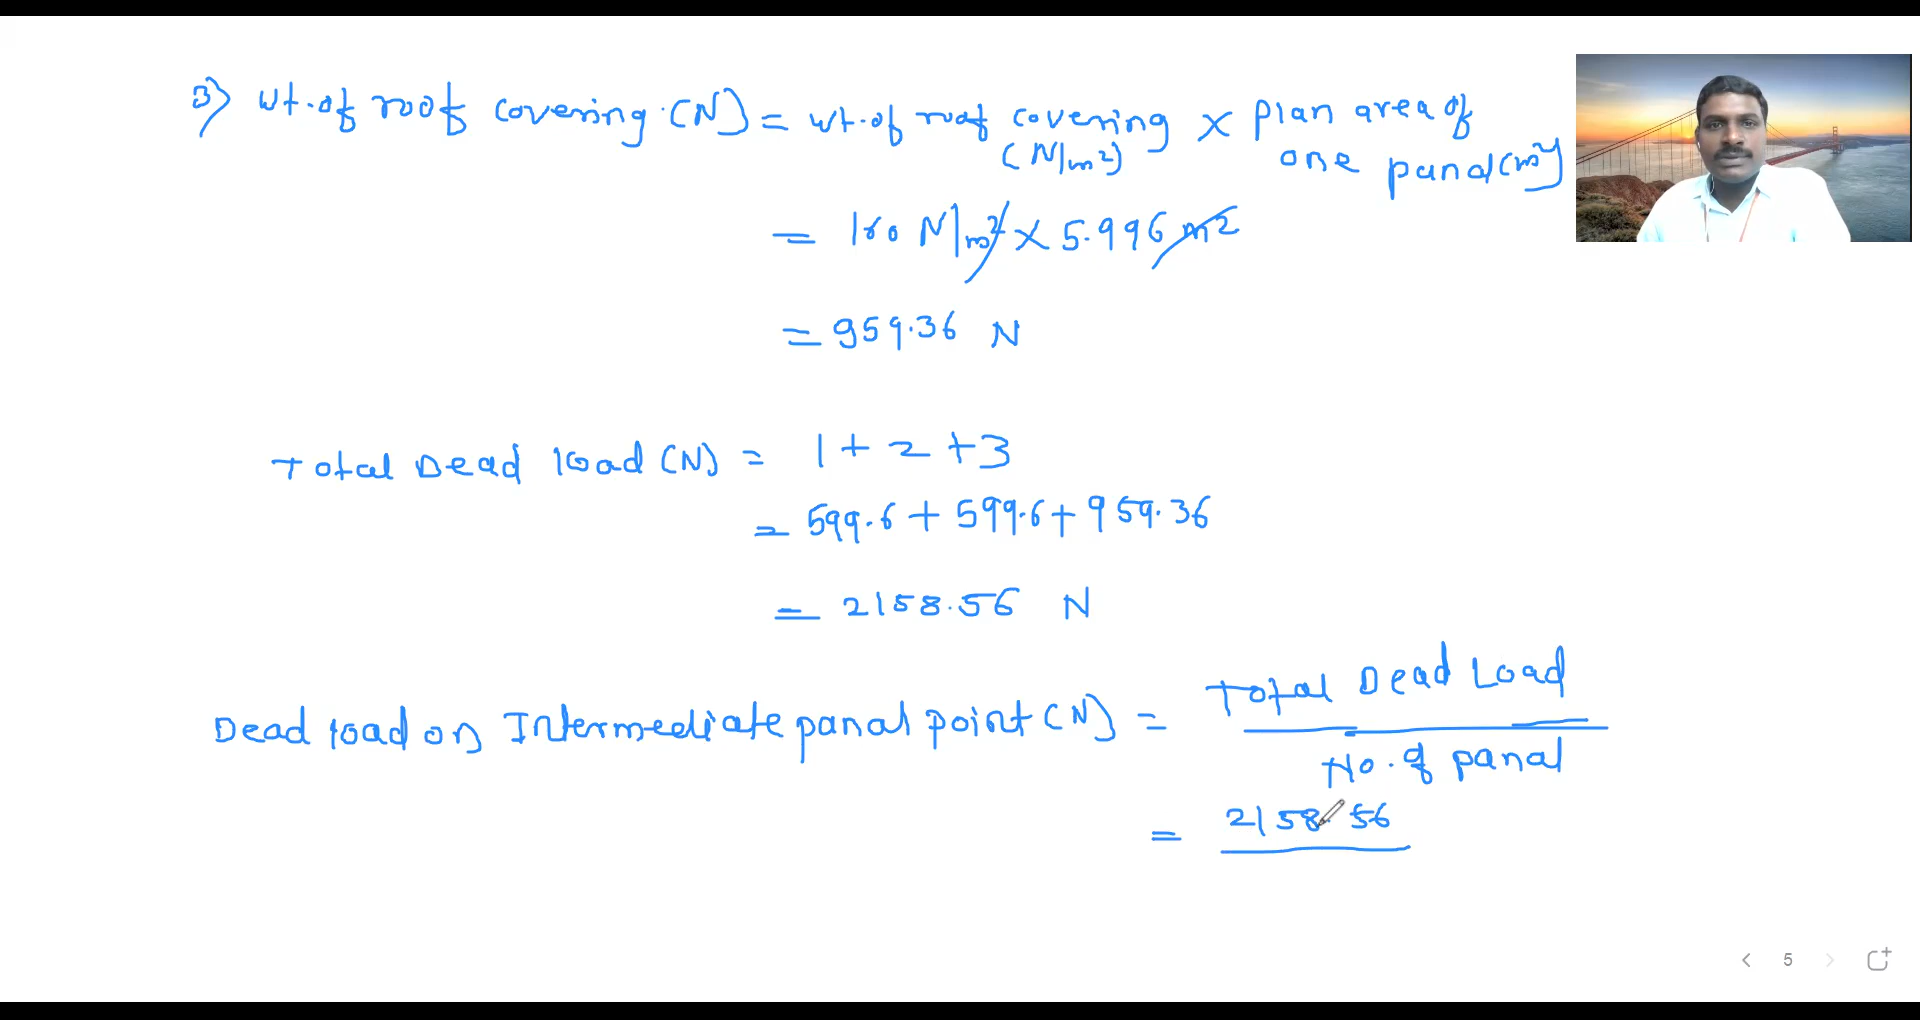 3) wt. of roof covering (N) = wt. of roof covering × plan area of
(N/m²) one panal (m²)
= 160 N/m² × 5.996 m²
= 959.36 N
Total Dead load (N) = 1 + 2 + 3
= 599.6 + 599.6 + 959.36
= 2158.56 N
Dead load on Intermediate panal point (N) = Total Dead Load
No. of panal
= 2158.56
5